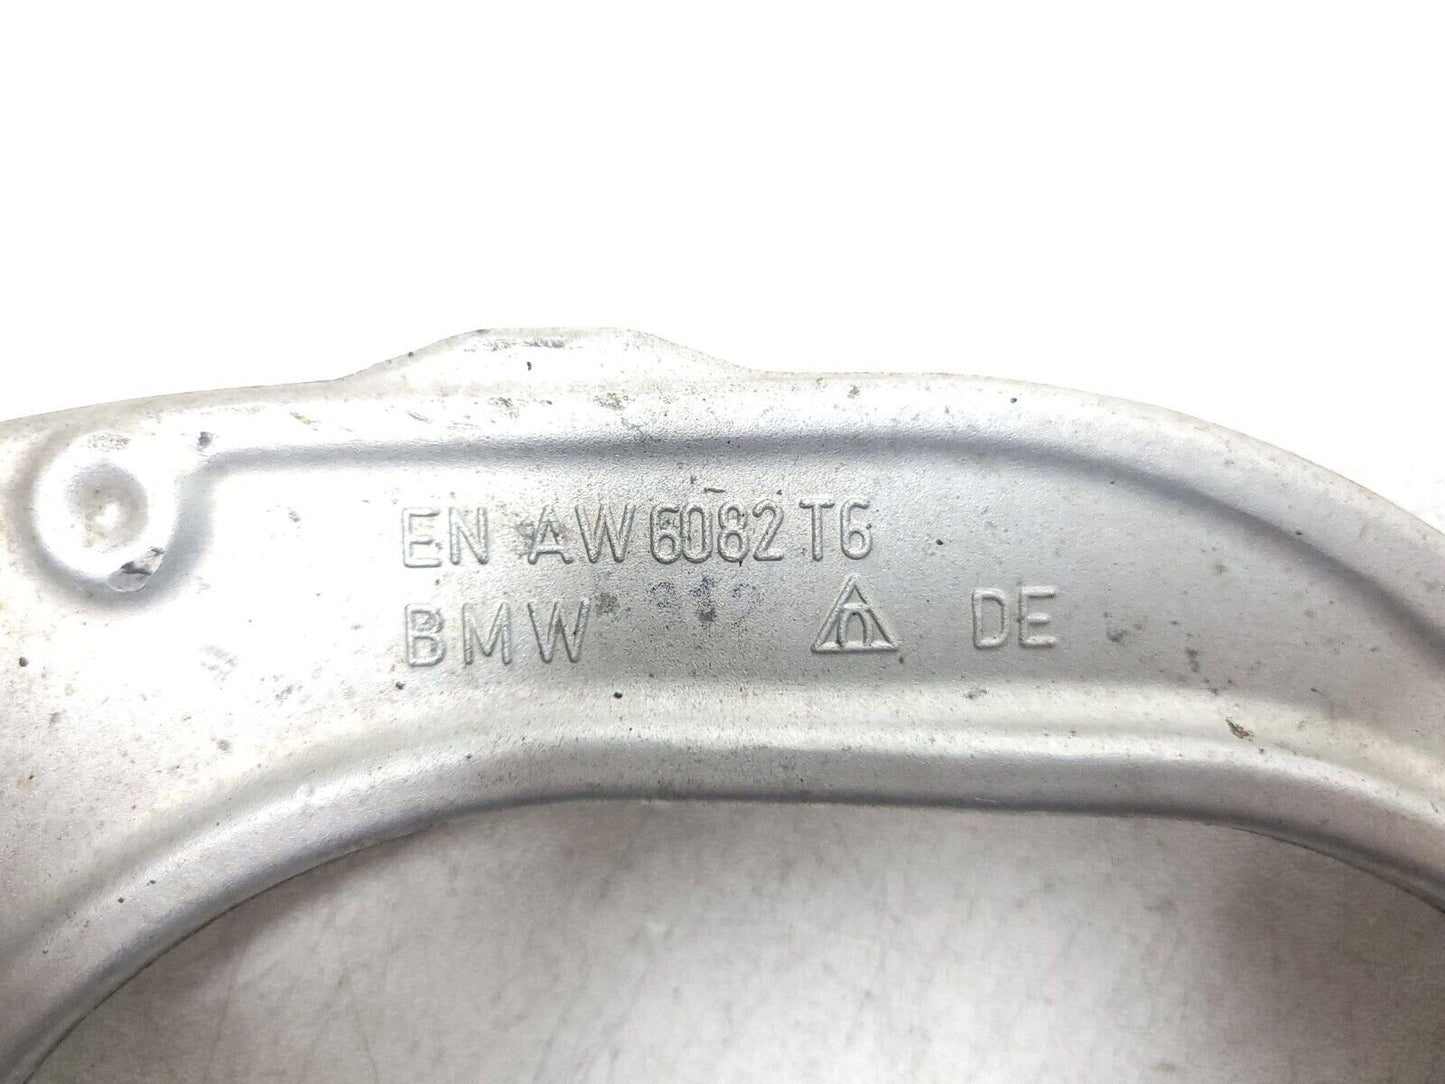 EN AW 6082 T6
BMW DE